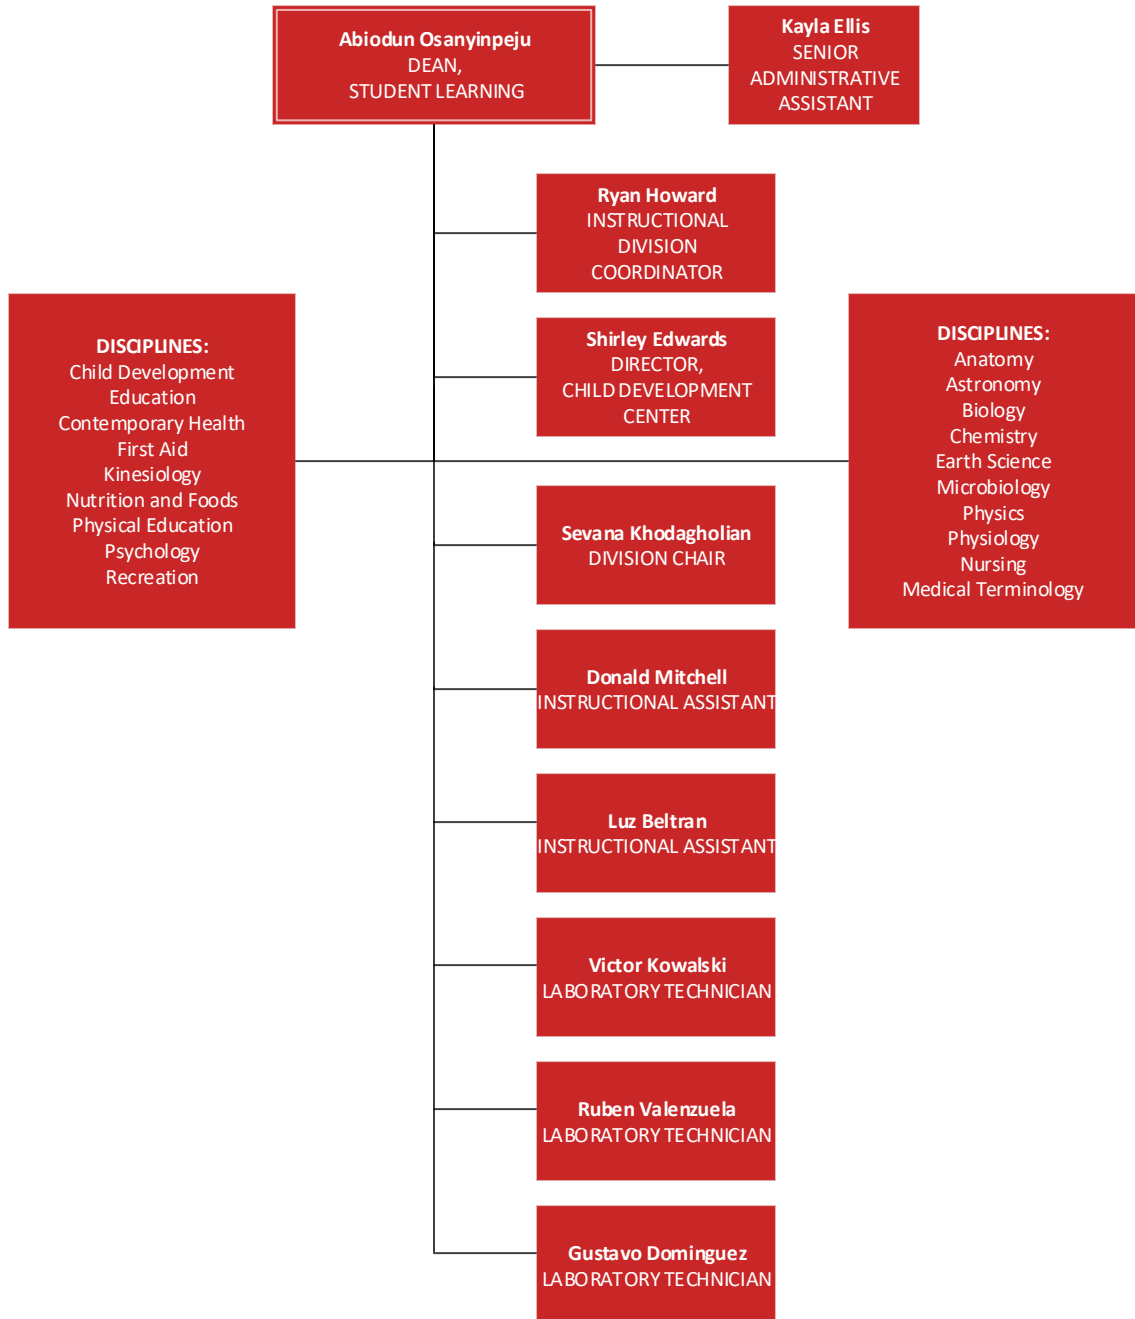 Abiodun Osanyinpeju
DEAN,
STUDENT LEARNING
Kayla Ellis
SENIOR
ADMINISTRATIVE
ASSISTANT
Ryan Howard
INSTRUCTIONAL
DIVISION
COORDINATOR
Shirley Edwards
DIRECTOR,
CHILD DEVELOPMENT
CENTER
DISCIPLINES:
Child Development
Education
Contemporary Health
First Aid
Kinesiology
Nutrition and Foods
Physical Education
Psychology
Recreation
DISCIPLINES:
Anatomy
Astronomy
Biology
Chemistry
Earth Science
Microbiology
Physics
Physiology
Nursing
Medical Terminology
Sevana Khodagholian
DIVISION CHAIR
Donald Mitchell
INSTRUCTIONAL ASSISTANT
Luz Beltran
INSTRUCTIONAL ASSISTANT
Victor Kowalski
LABORATORY TECHNICIAN
Ruben Valenzuela
LABORATORY TECHNICIAN
Gustavo Dominguez
LABORATORY TECHNICIAN